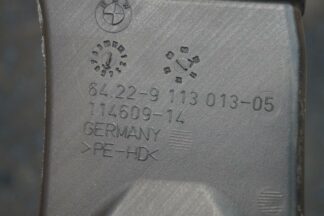 64.22-9 113 013-05
114609-14
GERMANY
>PE-HD<